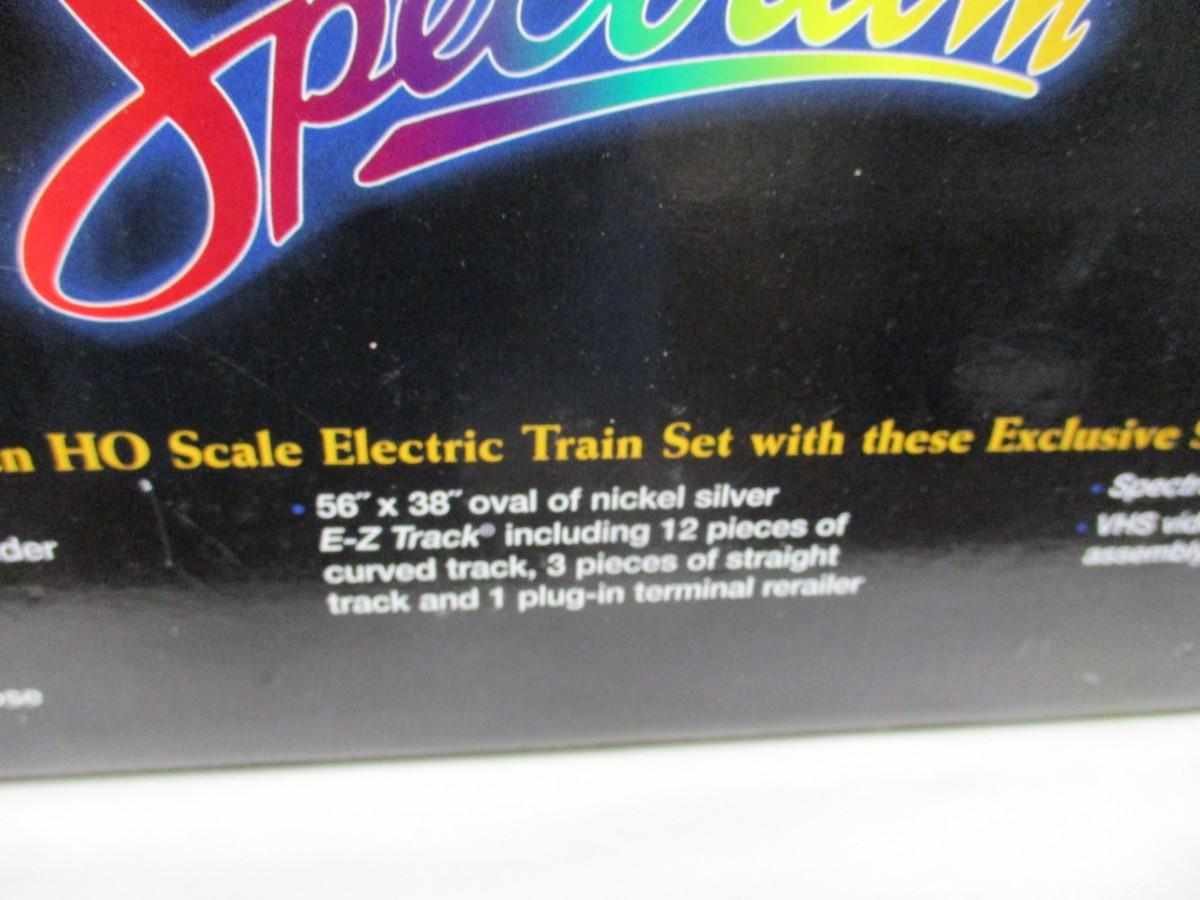 Spectrum
HO Scale Electric Train Set with these Exclusive
56" x 38" oval of nickel silver
E-Z Track® including 12 pieces of
curved track, 3 pieces of straight
track and 1 plug-in terminal rerailer
der
VHS